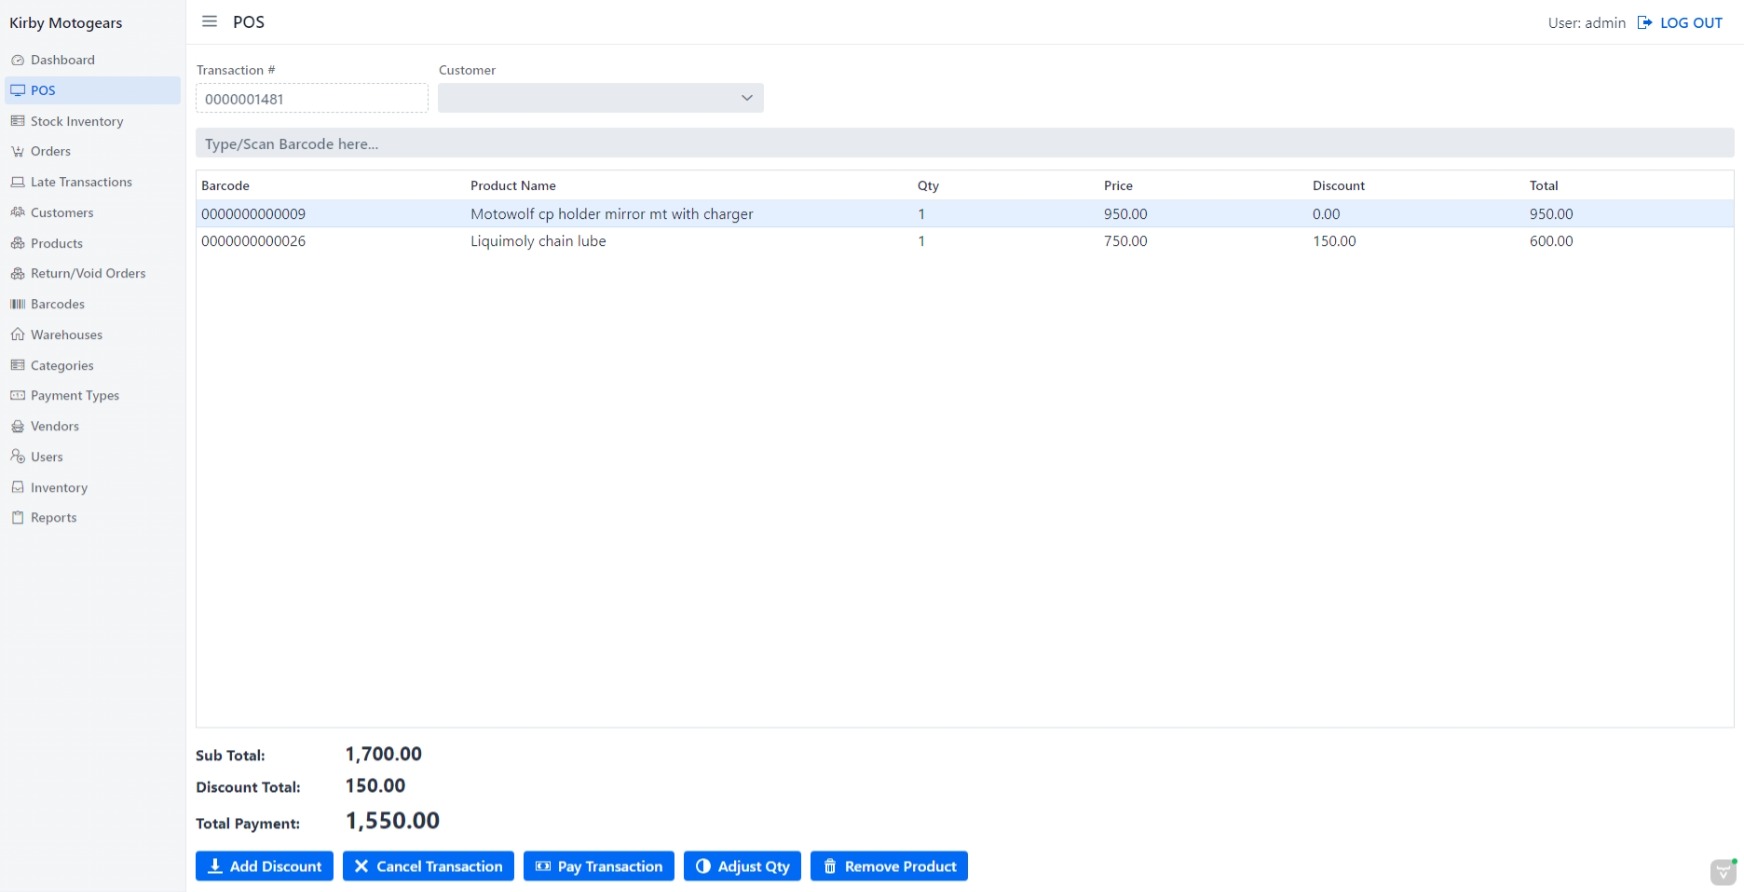 Kirby Motogears
POS
User: admin
LOG OUT
Dashboard
POS
Stock Inventory
Orders
Late Transactions
Customers
Products
Return/Void Orders
Barcodes
Warehouses
Categories
Payment Types
Vendors
Users
Inventory
Reports
Transaction # Customer
0000001481
Type/Scan Barcode here...
Barcode Product Name Qty Price Discount Total
0000000000009 Motowolf cp holder mirror mt with charger 1 950.00 0.00 950.00
0000000000026 Liquimoly chain lube 1 750.00 150.00 600.00
Sub Total: 1,700.00
Discount Total: 150.00
Total Payment: 1,550.00
Add Discount Cancel Transaction Pay Transaction Adjust Qty Remove Product